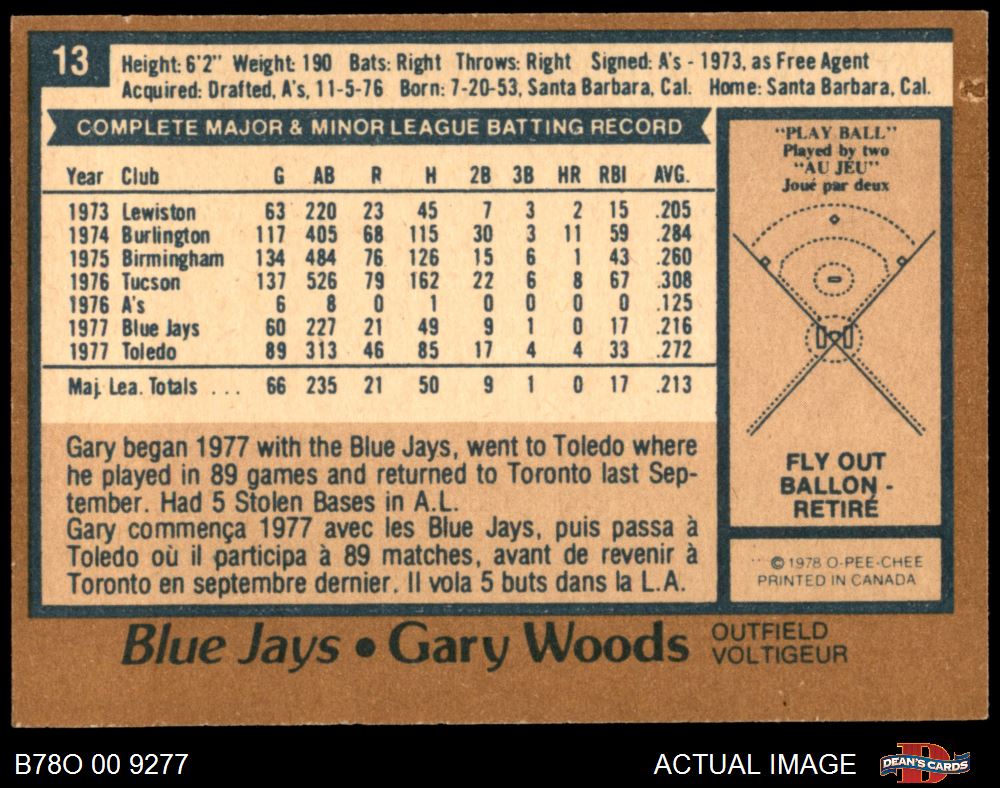 13
Height: 6'2" Weight: 190 Bats: Right Throws: Right Signed: A's - 1973, as Free Agent
Acquired: Drafted, A's, 11-5-76 Born: 7-20-53, Santa Barbara, Cal. Home: Santa Barbara, Cal.
COMPLETE MAJOR & MINOR LEAGUE BATTING RECORD
Year Club G AB R H 2B 3B HR RBI AVG.
1973 Lewiston 63 220 23 45 7 3 2 15 .205
1974 Burlington 117 405 68 115 30 3 11 59 .284
1975 Birmingham 134 484 76 126 15 6 1 43 .260
1976 Tucson 137 526 79 162 22 6 8 67 .308
1976 A's 6 8 0 1 0 0 0 0 .125
1977 Blue Jays 60 227 21 49 9 1 0 17 .216
1977 Toledo 89 313 46 85 17 4 4 33 .272
Maj. Lea. Totals ... 66 235 21 50 9 1 0 17 .213
Gary began 1977 with the Blue Jays, went to Toledo where
he played in 89 games and returned to Toronto last Sep-
tember. Had 5 Stolen Bases in A.L.
Gary commença 1977 avec les Blue Jays, puis passa à
Toledo où il participa à 89 matches, avant de revenir à
Toronto en septembre dernier. Il vola 5 buts dans la L.A.
"PLAY BALL"
Played by two
"AU JEU"
Joué par deux
FLY OUT
BALLON -
RETIRÉ
© 1978 O-PEE-CHEE
PRINTED IN CANADA
Blue Jays • Gary Woods
OUTFIELD
VOLTIGEUR
B78O 00 9277
ACTUAL IMAGE
DEAN'S CARDS